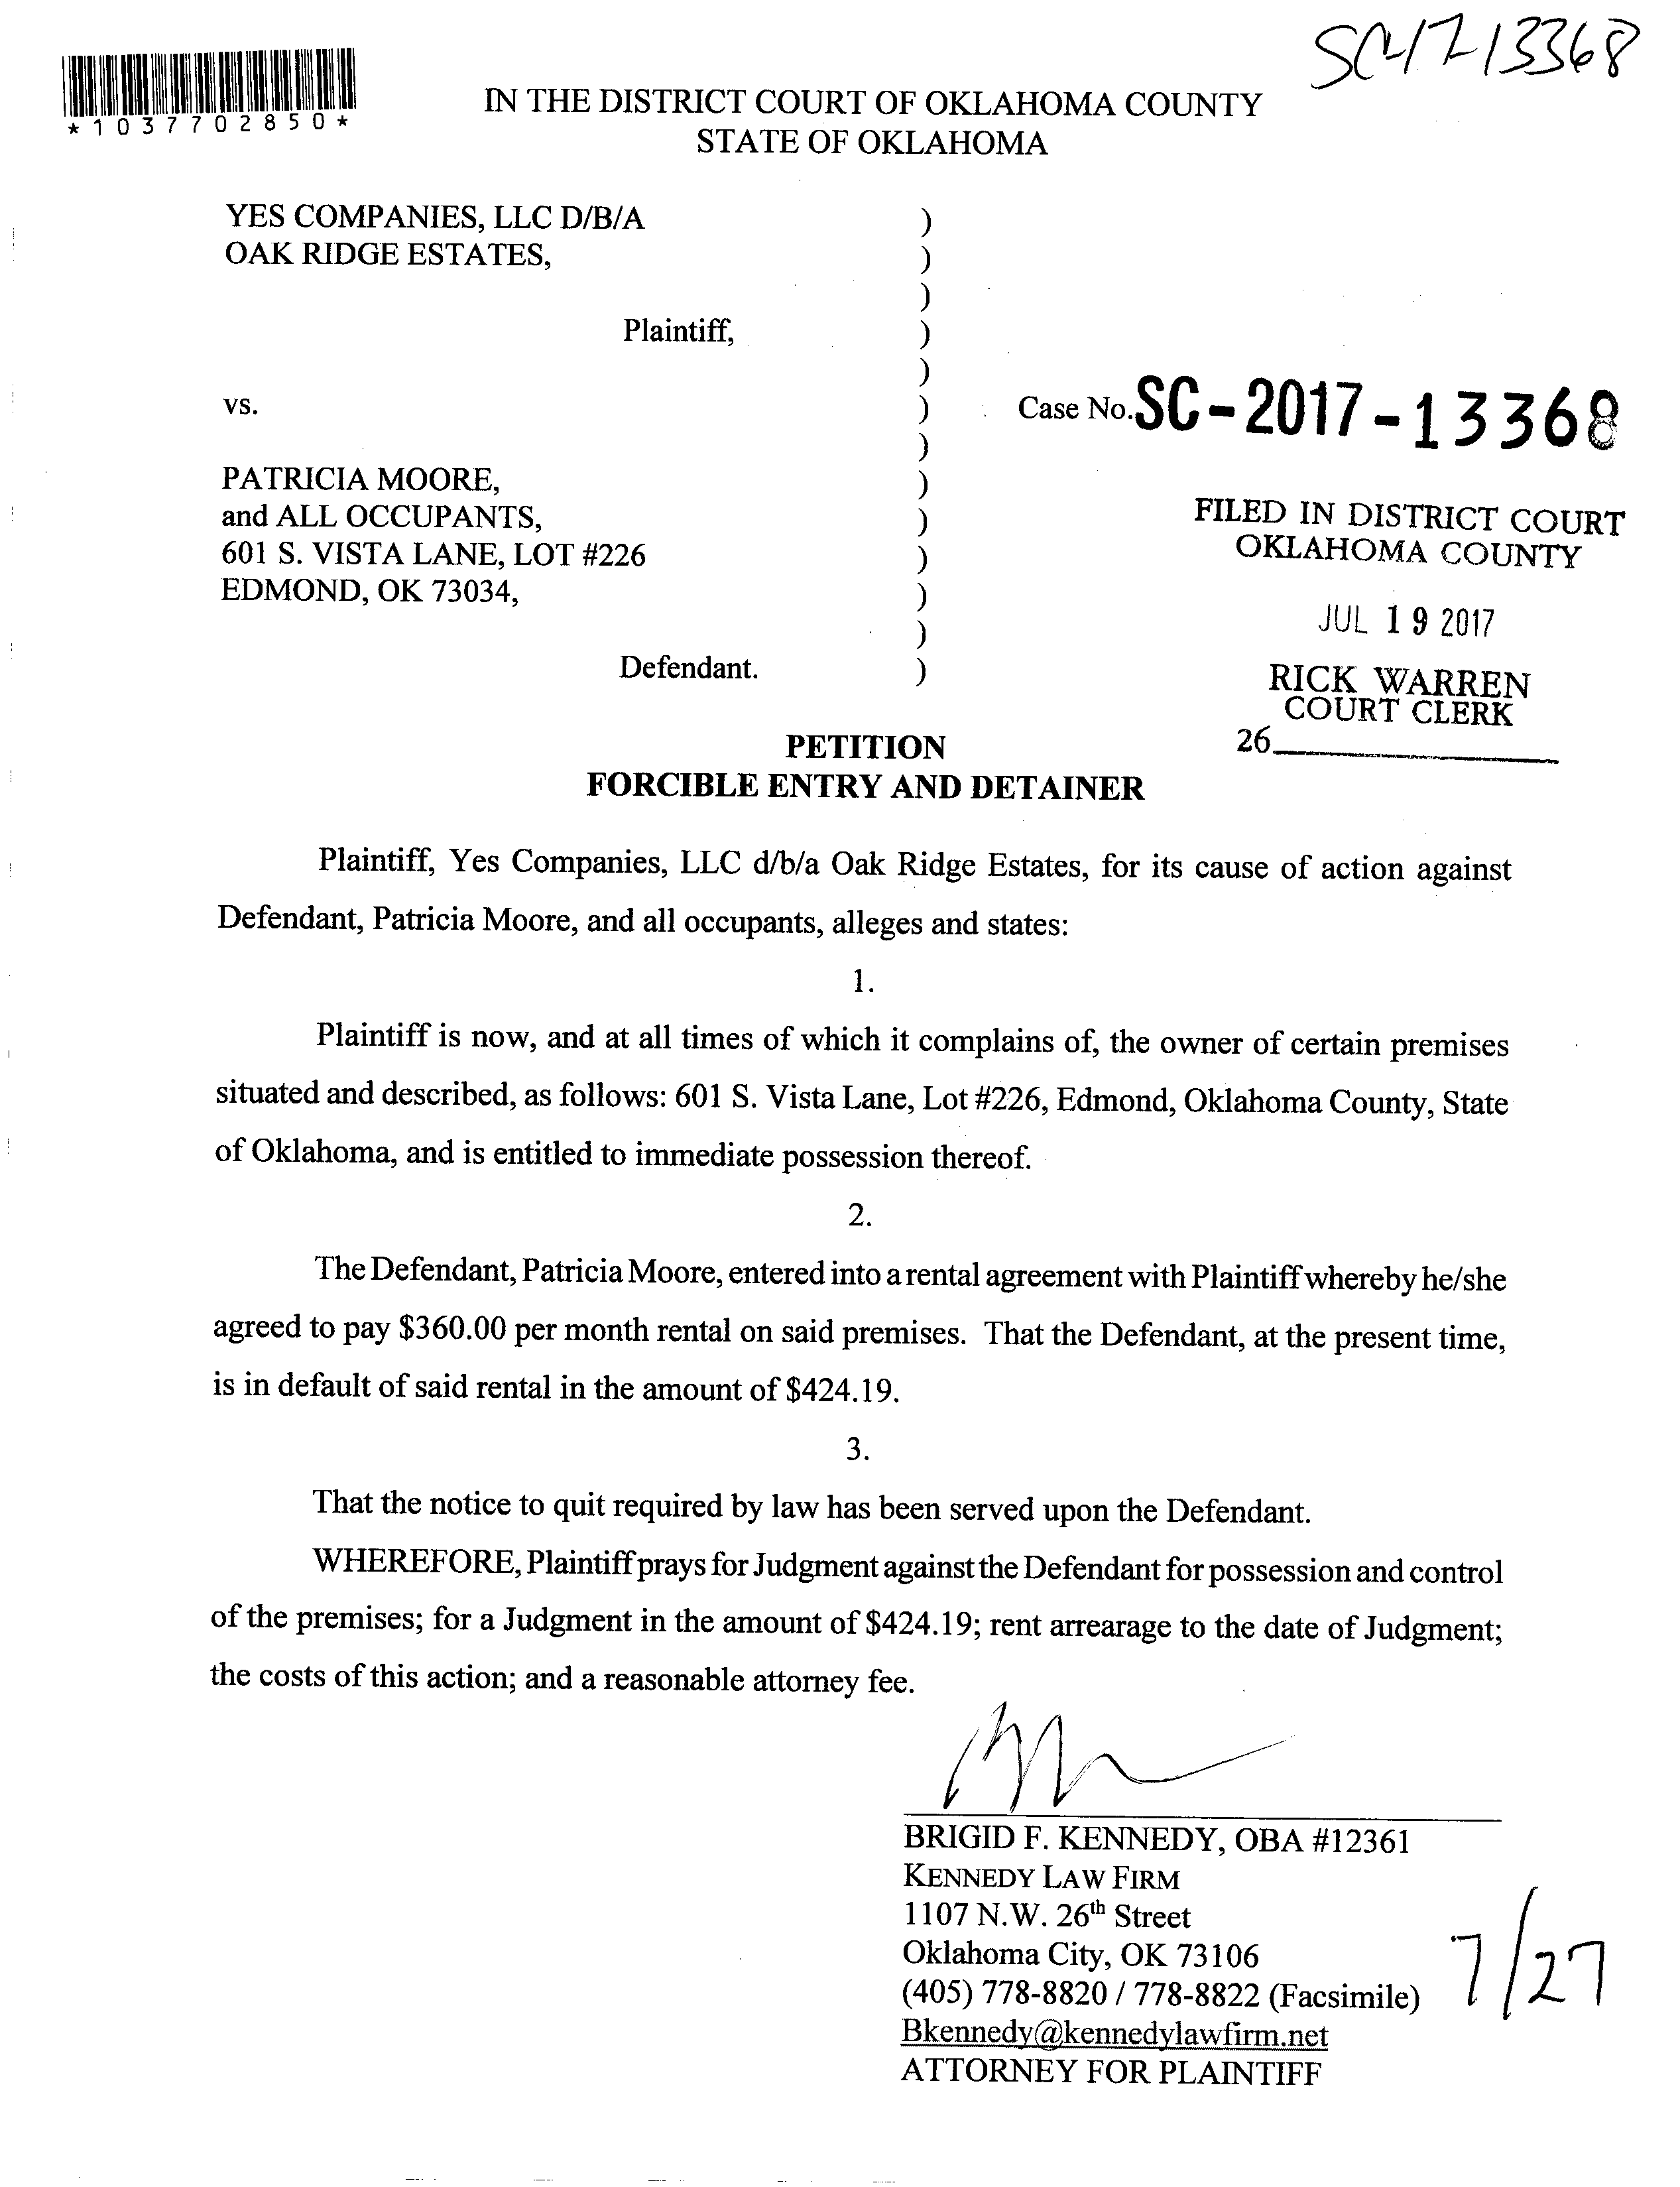 SC-17-13368
*1037702850*
IN THE DISTRICT COURT OF OKLAHOMA COUNTY
STATE OF OKLAHOMA
YES COMPANIES, LLC D/B/A )
OAK RIDGE ESTATES, )
)
Plaintiff, )
)
vs. ) Case No. SC-2017-13368
)
PATRICIA MOORE, )
and ALL OCCUPANTS, )
601 S. VISTA LANE, LOT #226 )
EDMOND, OK 73034, )
)
Defendant. )
FILED IN DISTRICT COURT
OKLAHOMA COUNTY
JUL 19 2017
RICK WARREN
COURT CLERK
26
PETITION
FORCIBLE ENTRY AND DETAINER
Plaintiff, Yes Companies, LLC d/b/a Oak Ridge Estates, for its cause of action against
Defendant, Patricia Moore, and all occupants, alleges and states:
1.
Plaintiff is now, and at all times of which it complains of, the owner of certain premises
situated and described, as follows: 601 S. Vista Lane, Lot #226, Edmond, Oklahoma County, State
of Oklahoma, and is entitled to immediate possession thereof.
2.
The Defendant, Patricia Moore, entered into a rental agreement with Plaintiff whereby he/she
agreed to pay $360.00 per month rental on said premises. That the Defendant, at the present time,
is in default of said rental in the amount of $424.19.
3.
That the notice to quit required by law has been served upon the Defendant.
WHEREFORE, Plaintiff prays for Judgment against the Defendant for possession and control
of the premises; for a Judgment in the amount of $424.19; rent arrearage to the date of Judgment;
the costs of this action; and a reasonable attorney fee.
BRIGID F. KENNEDY, OBA #12361
KENNEDY LAW FIRM
1107 N.W. 26th Street
Oklahoma City, OK 73106
(405) 778-8820 / 778-8822 (Facsimile)
Bkennedy@kennedylawfirm.net
ATTORNEY FOR PLAINTIFF
7/27